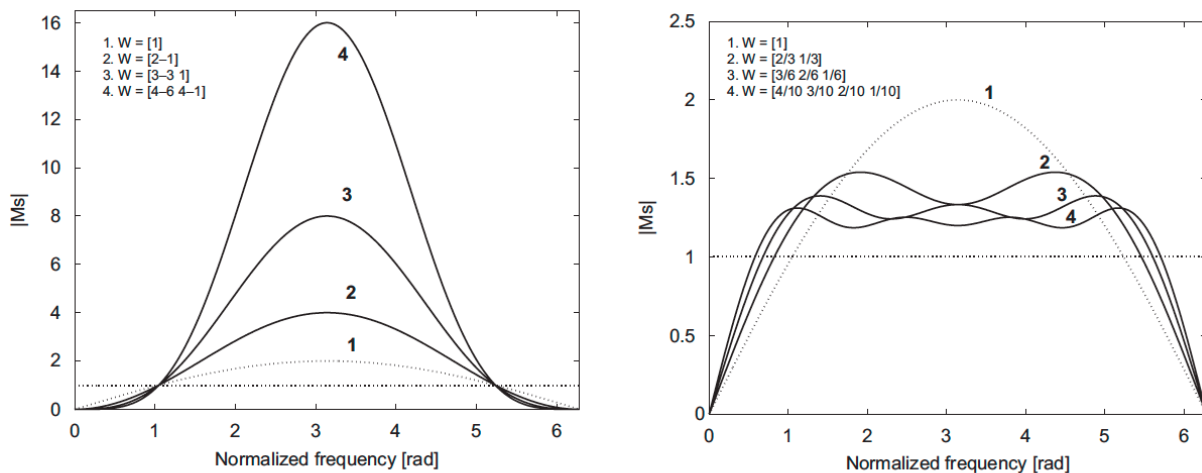 16
14
12
10
8
6
4
2
0
|Ms|
1. W = [1]
2. W = [2–1]
3. W = [3–3 1]
4. W = [4–6 4–1]
4
3
2
1
0 1 2 3 4 5 6
Normalized frequency [rad]
2.5
2
1.5
1
0.5
0
|Ms|
1. W = [1]
2. W = [2/3 1/3]
3. W = [3/6 2/6 1/6]
4. W = [4/10 3/10 2/10 1/10]
1
2
3
4
0 1 2 3 4 5 6
Normalized frequency [rad]